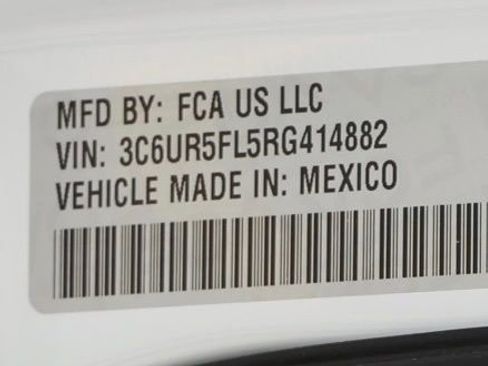 MFD BY: FCA US LLC
VIN: 3C6UR5FL5RG414882
VEHICLE MADE IN: MEXICO